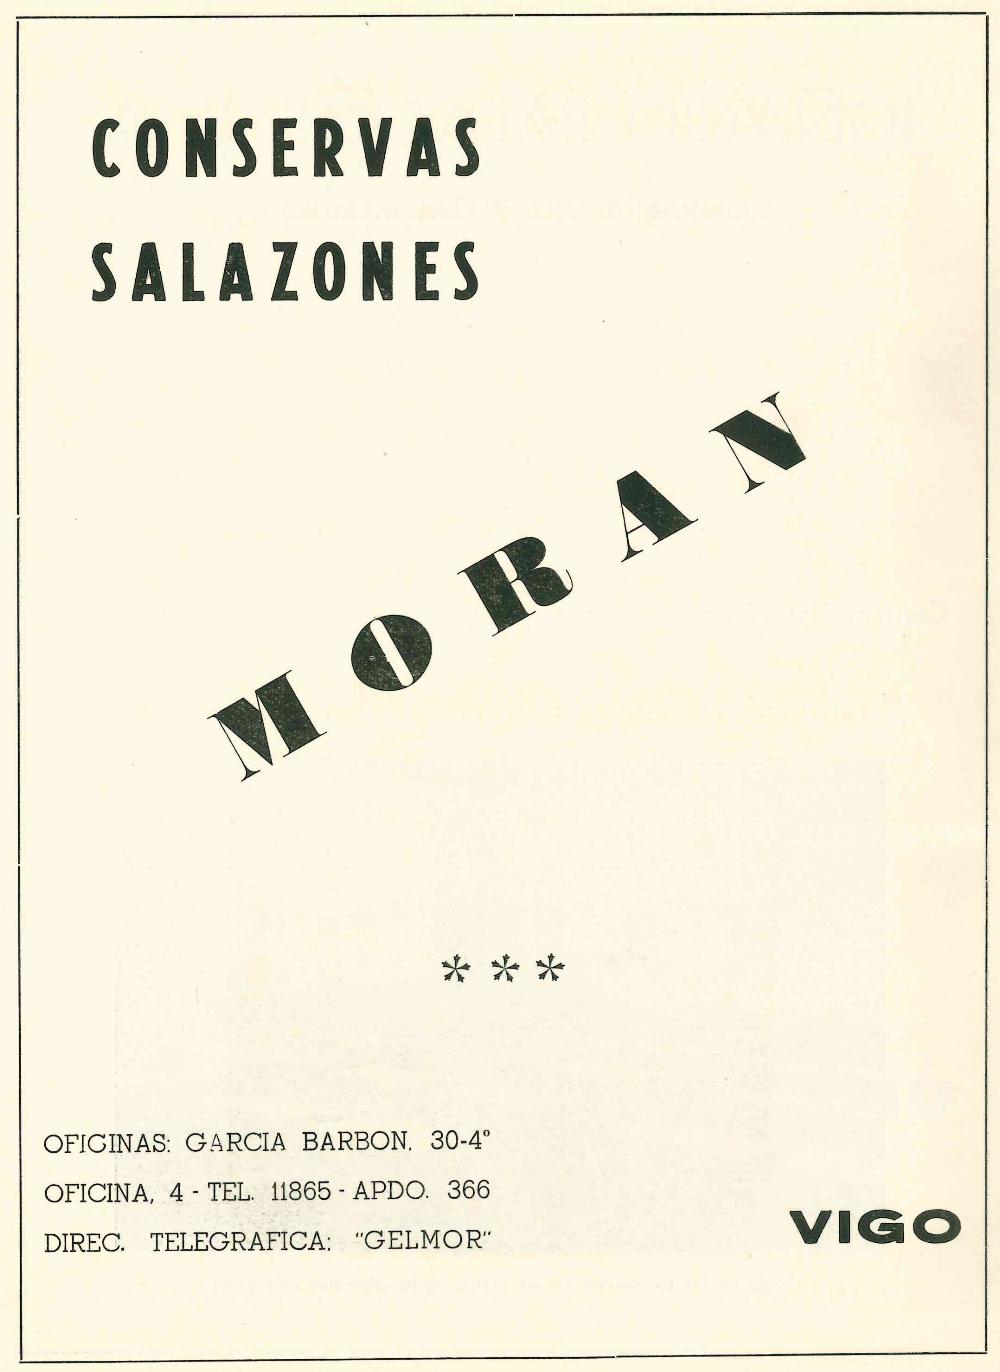 CONSERVAS
SALAZONES
MORAN
***
OFICINAS: GARCIA BARBON, 30-4º
OFICINA, 4 - TEL. 11865 - APDO. 366
DIREC. TELEGRAFICA: "GELMOR"
VIGO